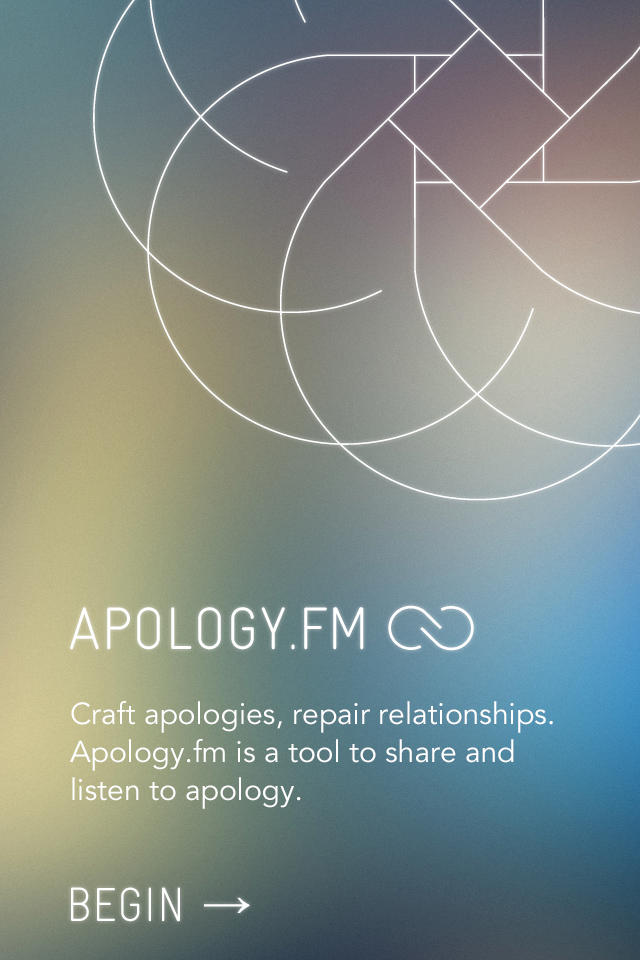 APOLOGY.FM
Craft apologies, repair relationships.
Apology.fm is a tool to share and
listen to apology.
BEGIN →